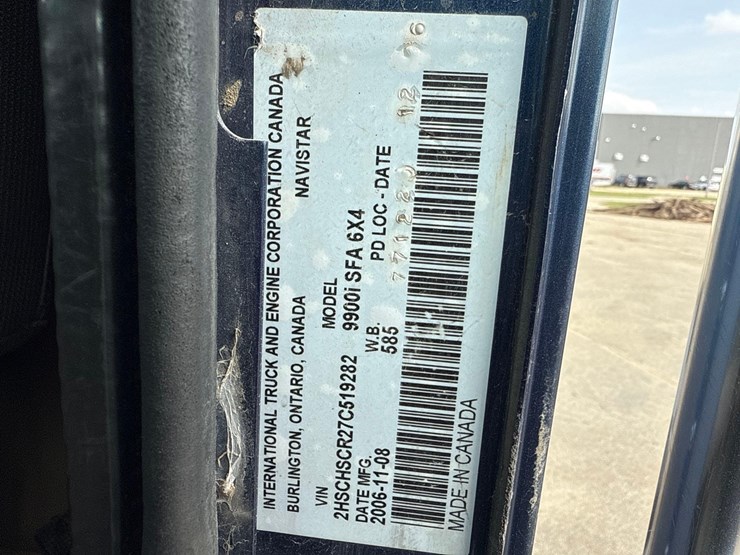 INTERNATIONAL TRUCK AND ENGINE CORPORATION CANADA
BURLINGTON, ONTARIO, CANADA NAVISTAR
VIN MODEL
2HSCHSCR27C519282 9900i SFA 6X4
DATE MFG. W.B. PD LOC - DATE
2006-11-08 585
MADE IN CANADA